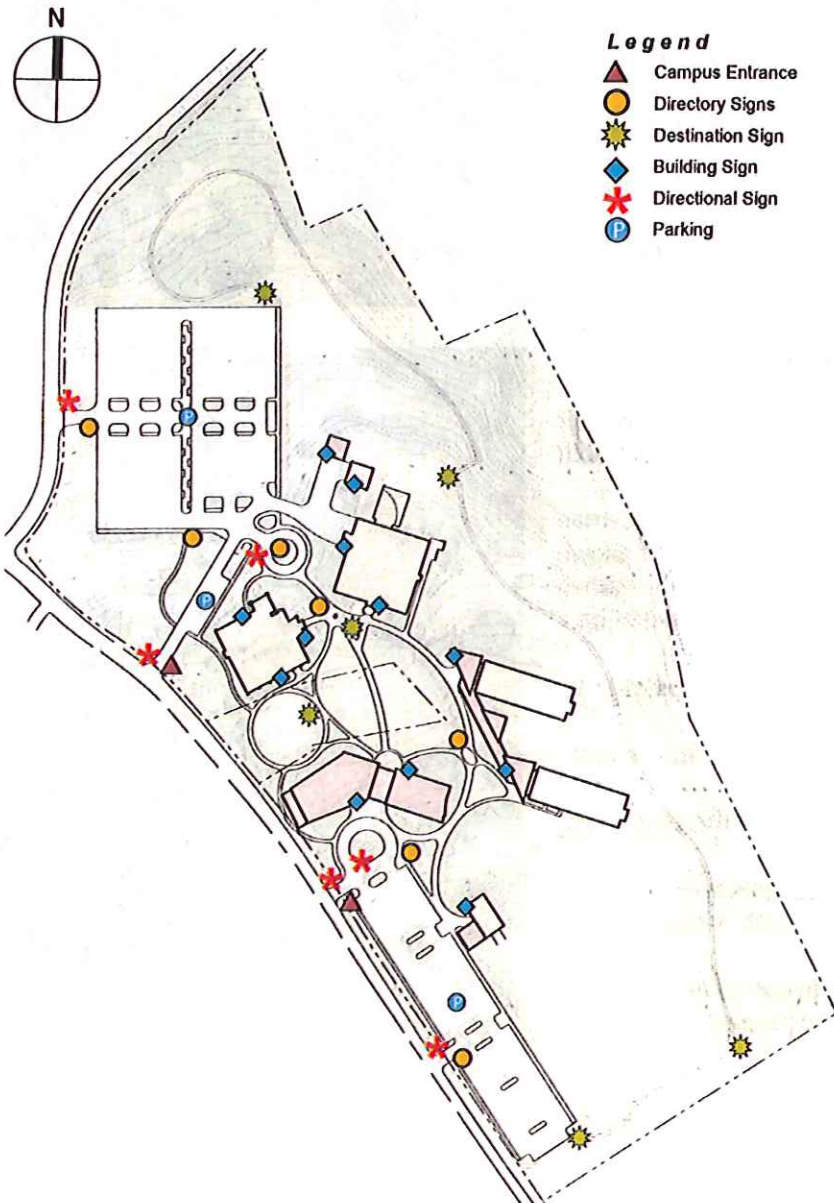 N
Legend
Campus Entrance
Directory Signs
Destination Sign
Building Sign
Directional Sign
P Parking
P
P
P